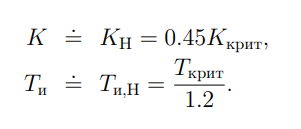 K ≐ K_Н = 0.45K_крит,
T_и ≐ T_и,Н = T_крит / 1.2.